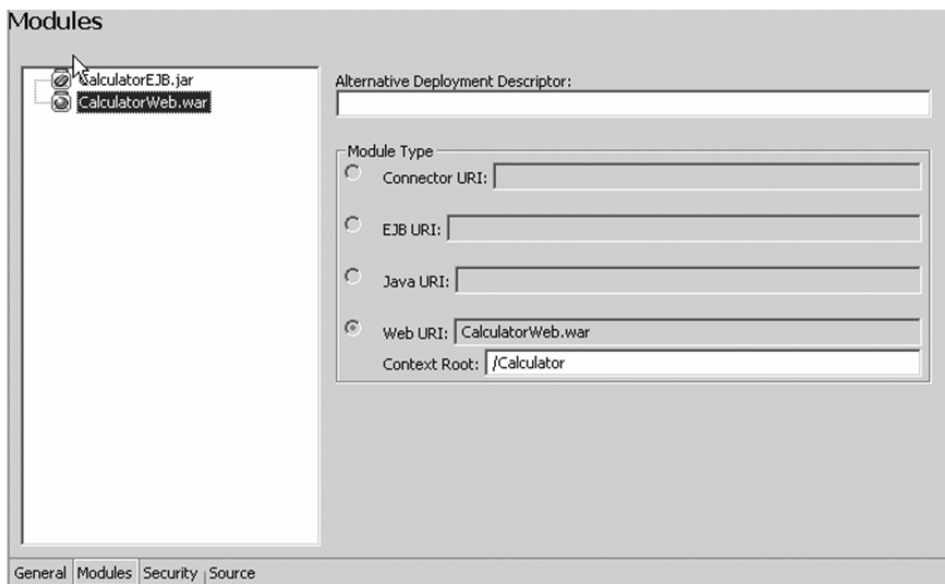 Modules
CalculatorEJB.jar
CalculatorWeb.war
Alternative Deployment Descriptor:
Module Type
Connector URI:
EJB URI:
Java URI:
Web URI: CalculatorWeb.war
Context Root: /Calculator
General Modules Security Source